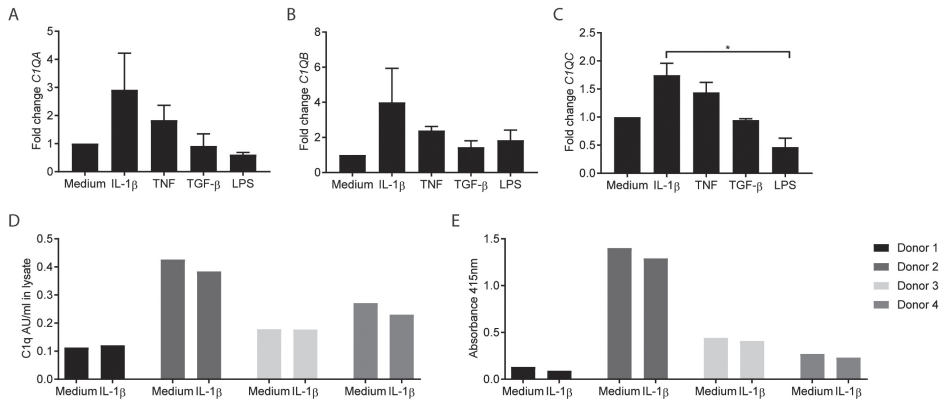 A
Fold change C1QA
5
4
3
2
1
0
Medium IL-1β TNF TGF-β LPS
B
Fold change C1QB
8
6
4
2
0
Medium IL-1β TNF TGF-β LPS
C
Fold change C1QC
2.5
2.0
1.5
1.0
0.5
0.0
*
Medium IL-1β TNF TGF-β LPS
D
C1q AU/ml in lysate
0.5
0.4
0.3
0.2
0.1
0.0
Medium IL-1β Medium IL-1β Medium IL-1β Medium IL-1β
E
Absorbance 415nm
1.5
1.0
0.5
0.0
Medium IL-1β Medium IL-1β Medium IL-1β Medium IL-1β
Donor 1
Donor 2
Donor 3
Donor 4